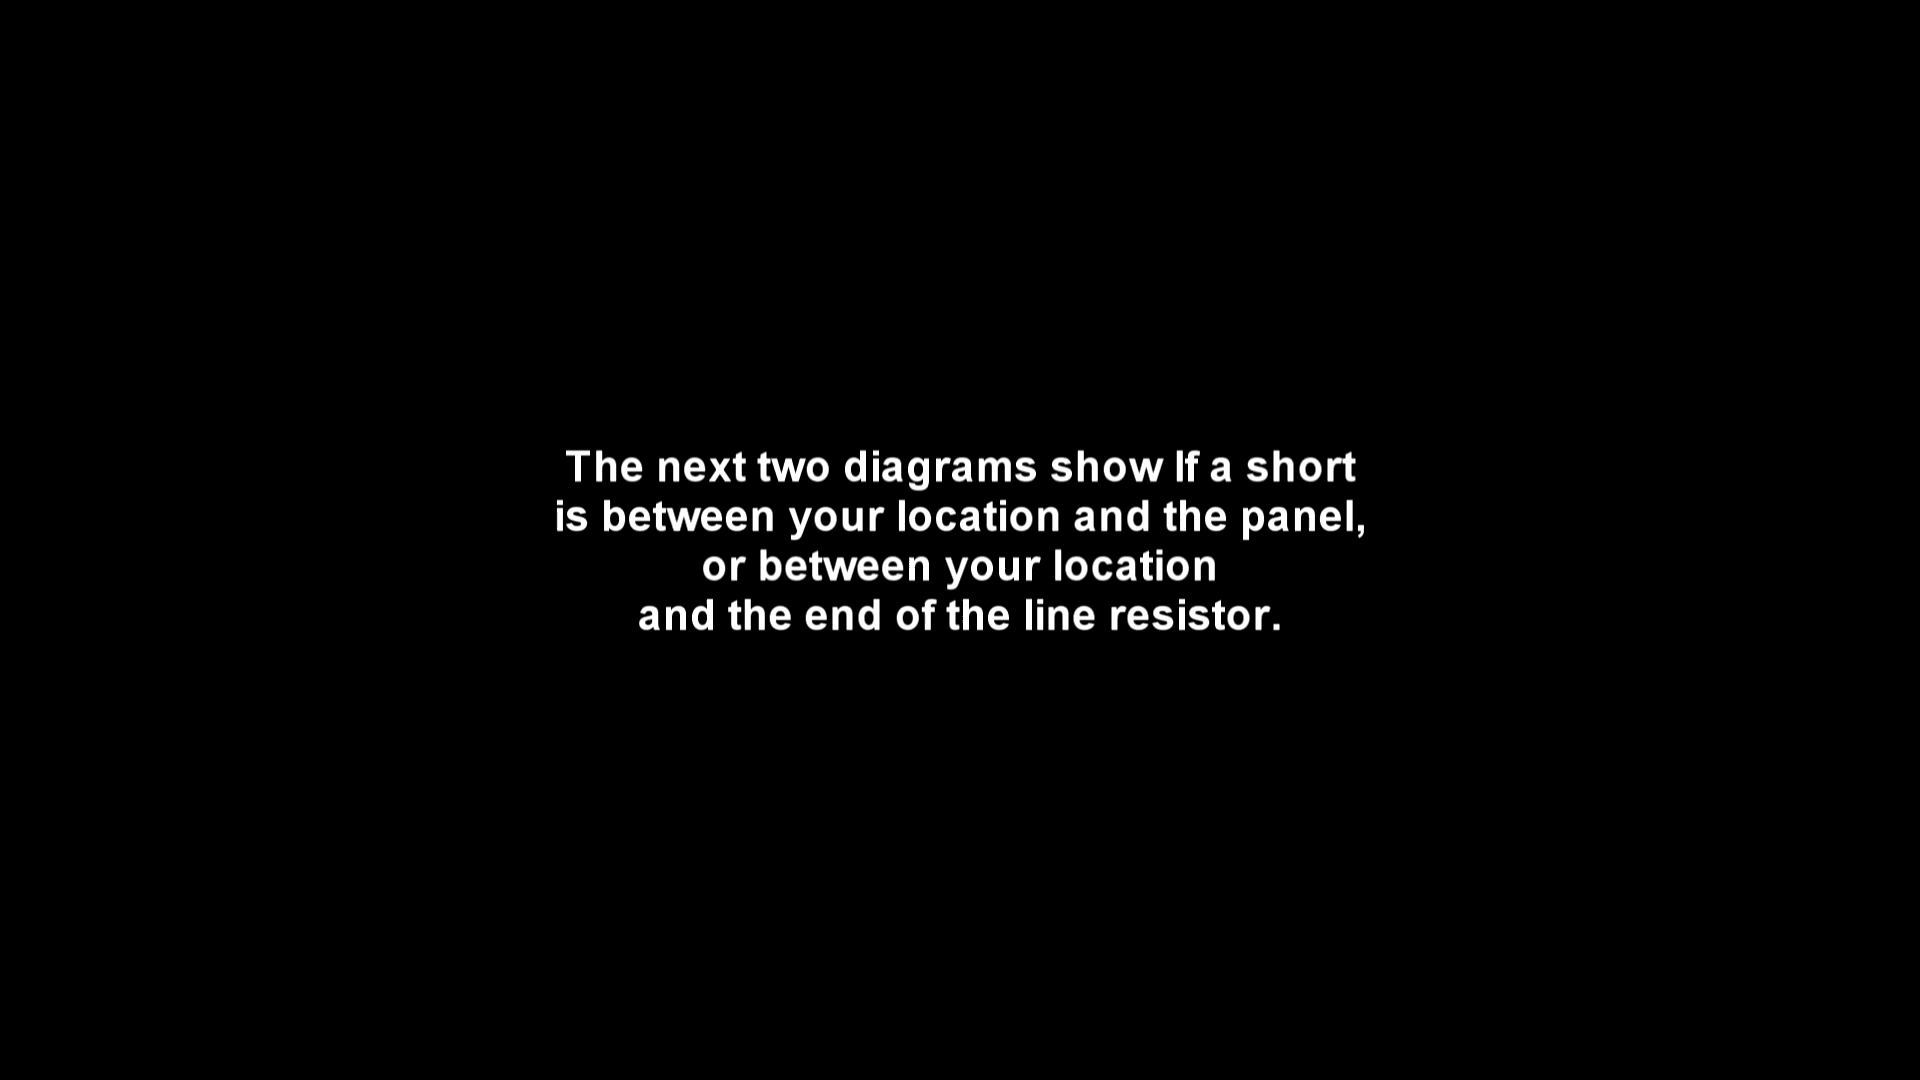 The next two diagrams show If a short
is between your location and the panel,
or between your location
and the end of the line resistor.